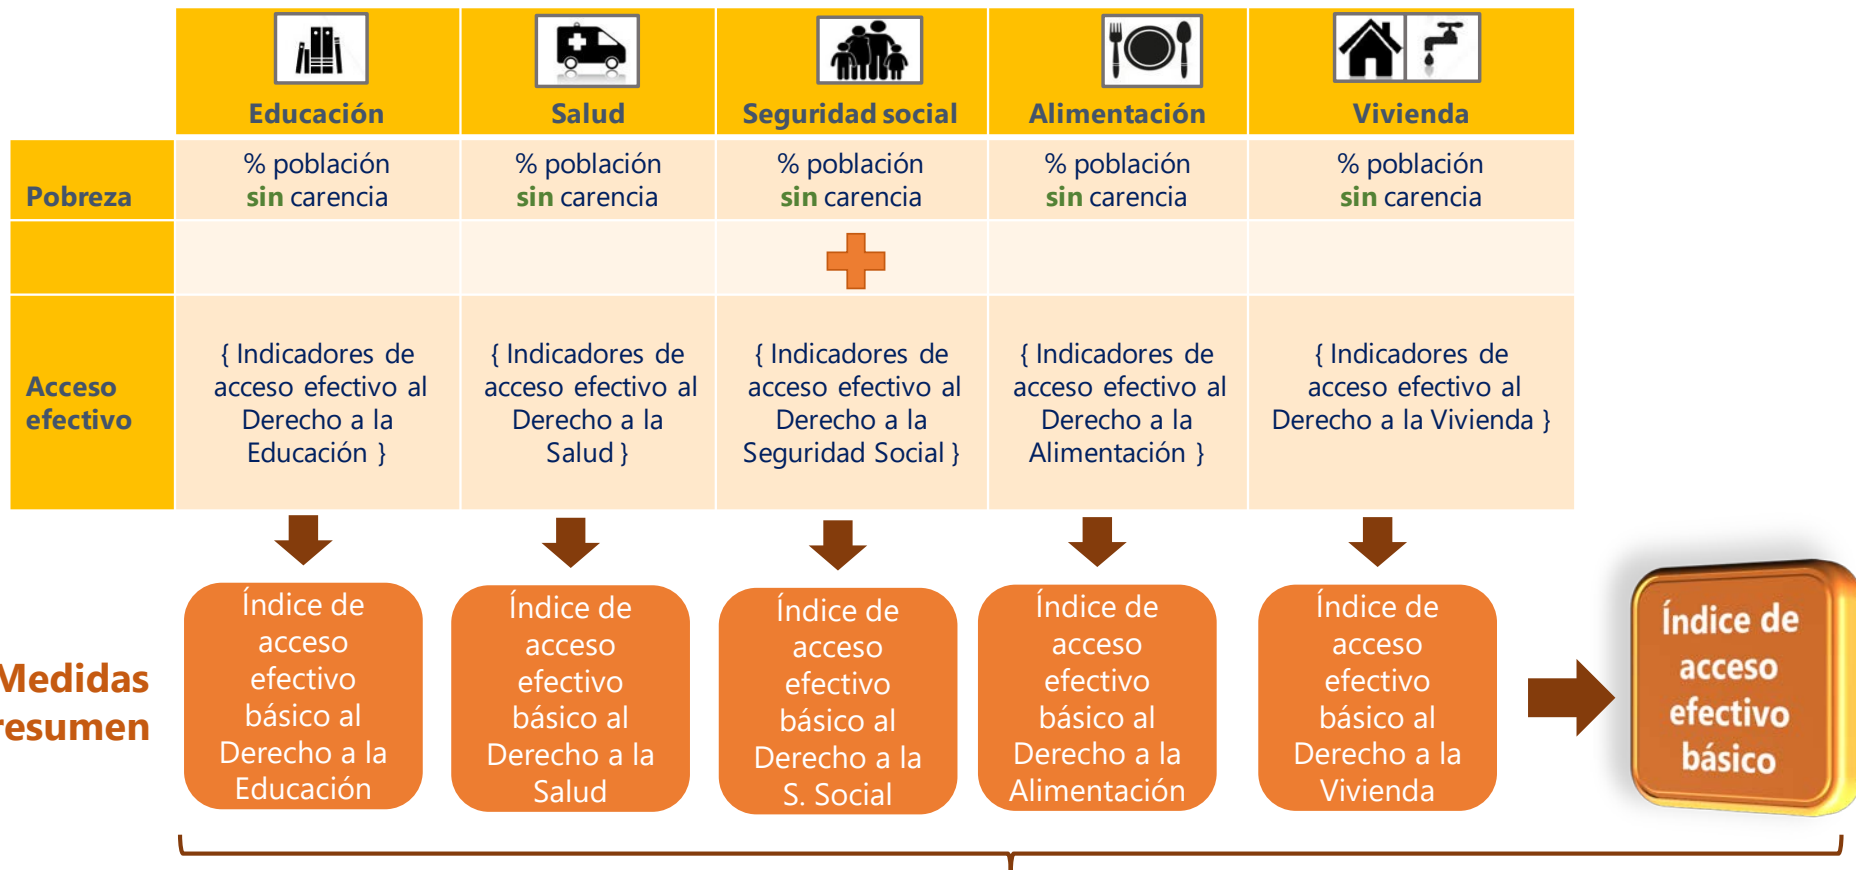 Educación
Salud
Seguridad social
Alimentación
Vivienda
Pobreza
% población
sin carencia
% población
sin carencia
% población
sin carencia
% población
sin carencia
% población
sin carencia
Acceso
efectivo
{ Indicadores de
acceso efectivo al
Derecho a la
Educación }
{ Indicadores de
acceso efectivo al
Derecho a la
Salud }
{ Indicadores de
acceso efectivo al
Derecho a la
Seguridad Social }
{ Indicadores de
acceso efectivo al
Derecho a la
Alimentación }
{ Indicadores de
acceso efectivo al
Derecho a la Vivienda }
Medidas
resumen
Índice de
acceso
efectivo
básico al
Derecho a la
Educación
Índice de
acceso
efectivo
básico al
Derecho a la
Salud
Índice de
acceso
efectivo
básico al
Derecho a la
S. Social
Índice de
acceso
efectivo
básico al
Derecho a la
Alimentación
Índice de
acceso
efectivo
básico al
Derecho a la
Vivienda
Índice de
acceso
efectivo
básico